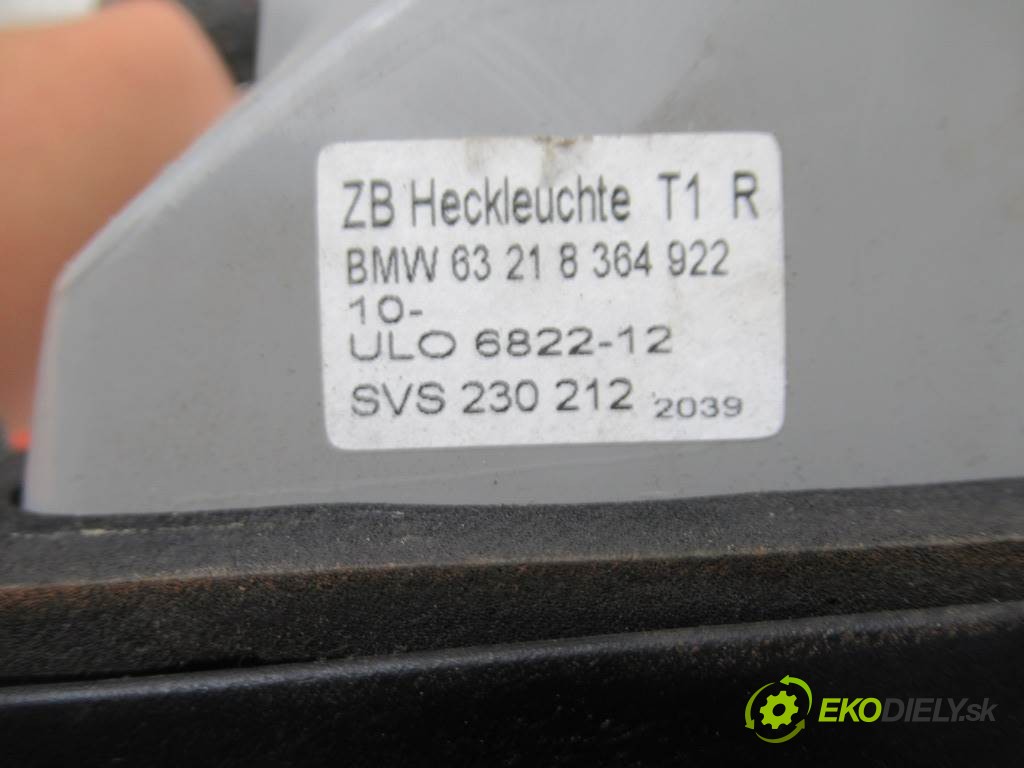 ZB Heckleuchte T1 R
BMW 63 21 8 364 922
10-
ULO 6822-12
SVS 230 212 2039
EKODIELY.sk